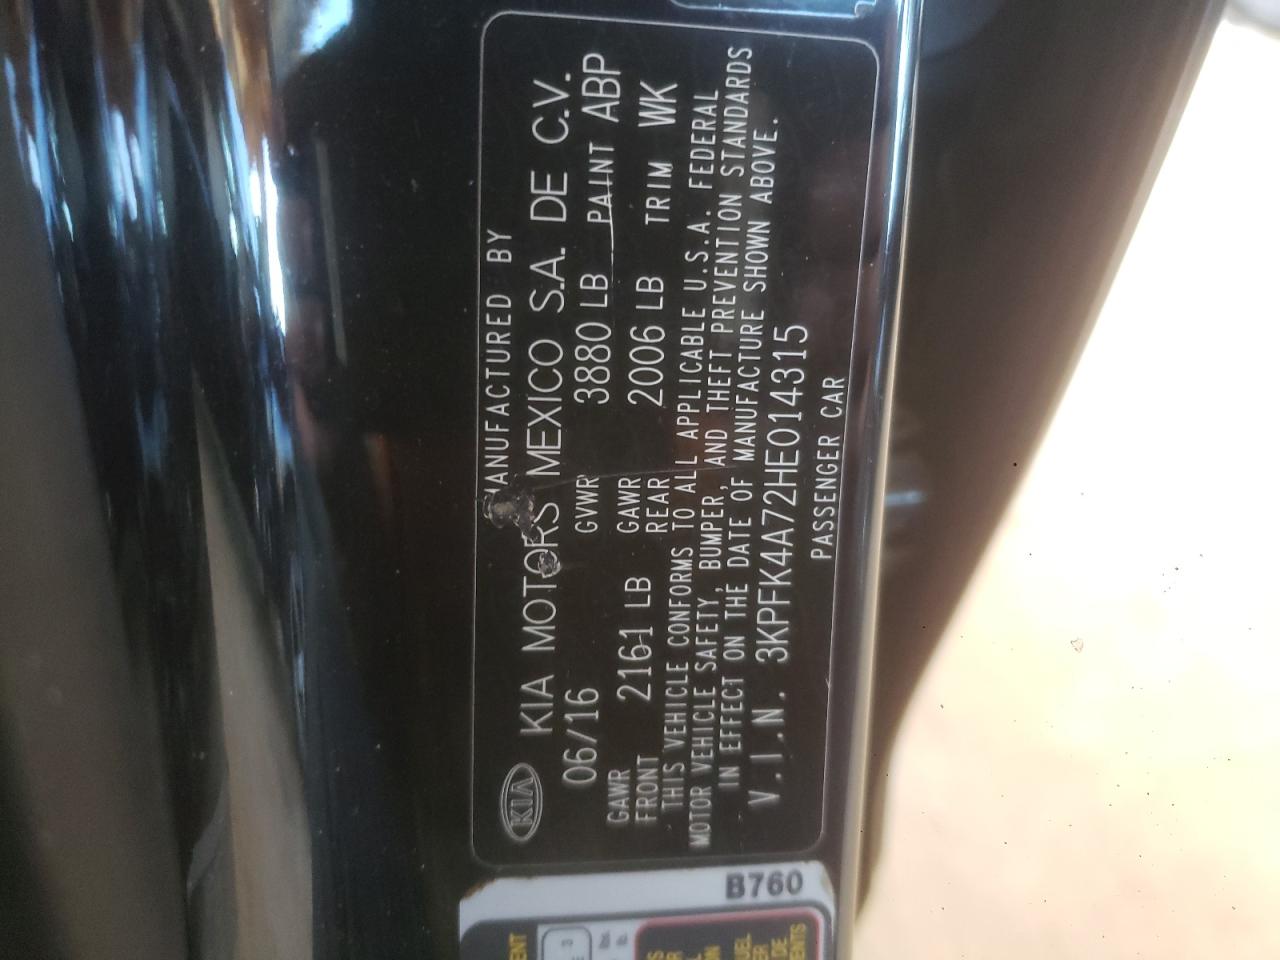 MANUFACTURED BY
KIA KIA MOTORS MEXICO S.A. DE C.V.
06/16 GVWR 3880 LB PAINT ABP
GAWR FRONT 2161 LB GAWR REAR 2006 LB TRIM WK
THIS VEHICLE CONFORMS TO ALL APPLICABLE U.S.A. FEDERAL
MOTOR VEHICLE SAFETY, BUMPER, AND THEFT PREVENTION STANDARDS
IN EFFECT ON THE DATE OF MANUFACTURE SHOWN ABOVE.
V.I.N. 3KPFK4A72HE014315
PASSENGER CAR
B760